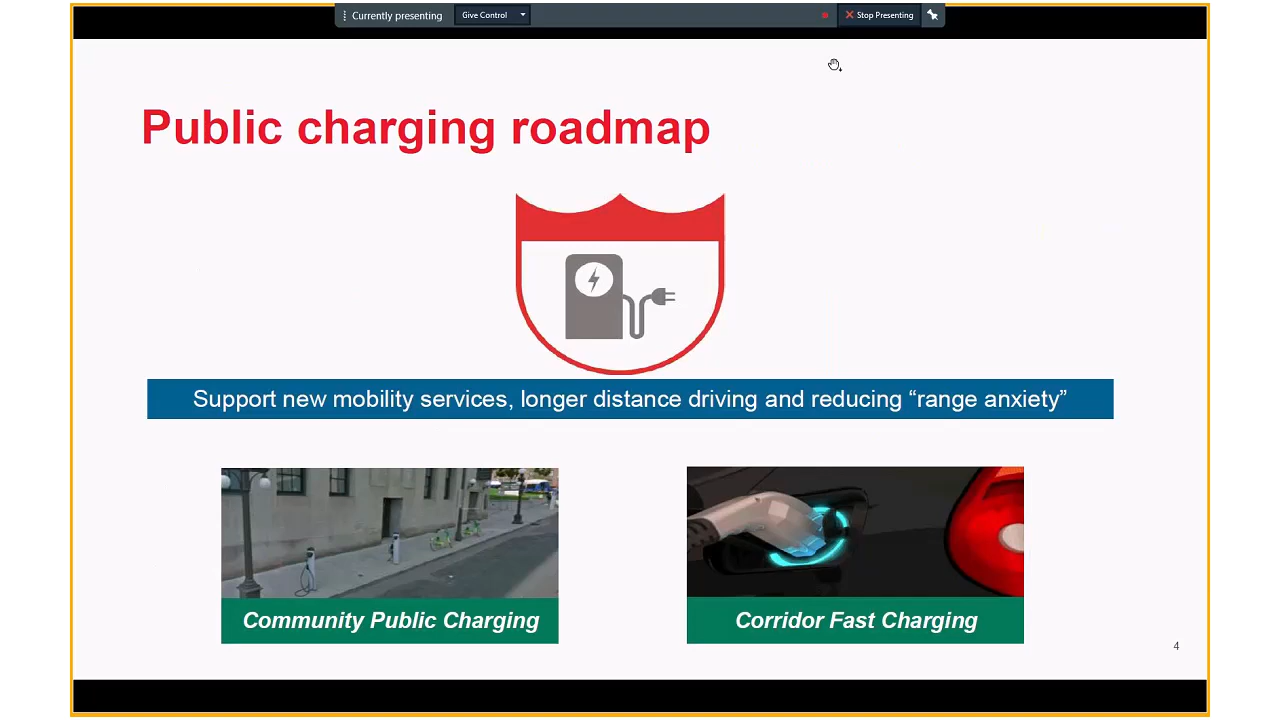 Currently presenting
Give Control
Stop Presenting
Public charging roadmap
Support new mobility services, longer distance driving and reducing “range anxiety”
Community Public Charging
Corridor Fast Charging
4